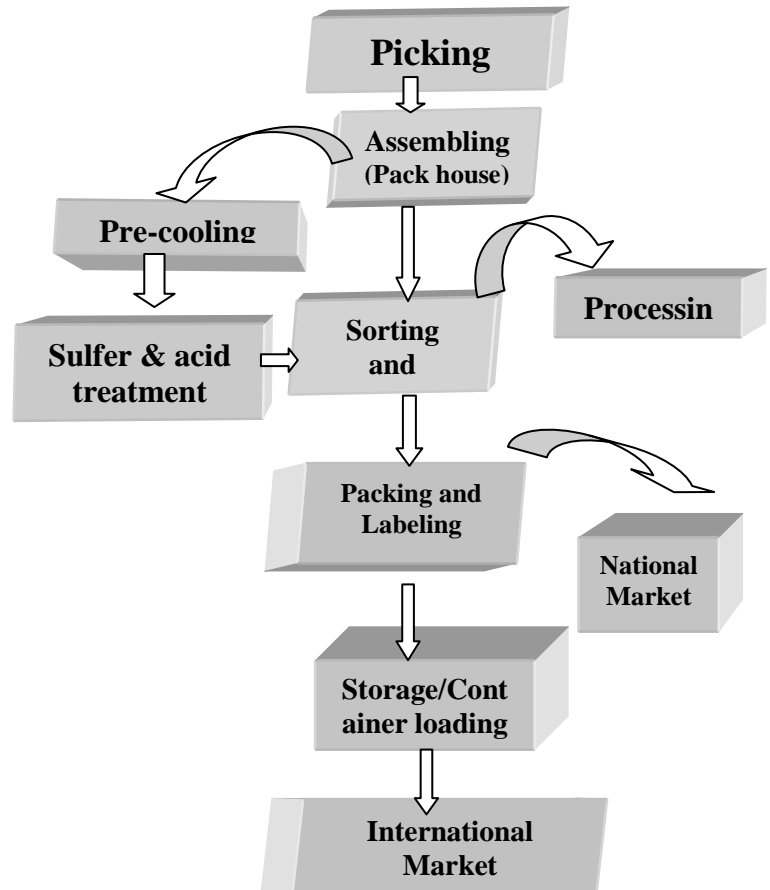 Picking
Assembling
(Pack house)
Pre-cooling
Processin
Sulfer & acid
treatment
Sorting
and
Packing and
Labeling
National
Market
Storage/Cont
ainer loading
International
Market